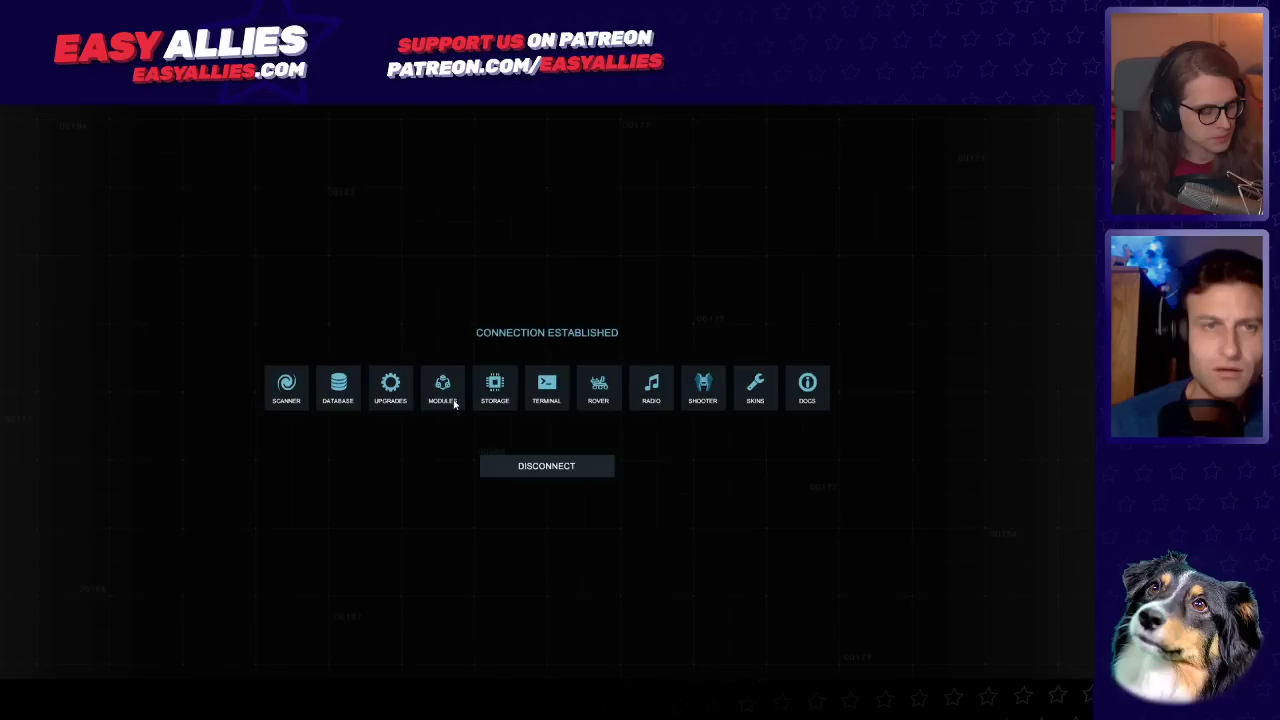 EASY ALLIES
EASYALLIES.COM
SUPPORT US ON PATREON
PATREON.COM/EASYALLIES
CONNECTION ESTABLISHED
SCANNER DATABASE UPGRADES MODULES STORAGE TERMINAL ROVER RADIO SHOOTER SKINS DOCS
DISCONNECT